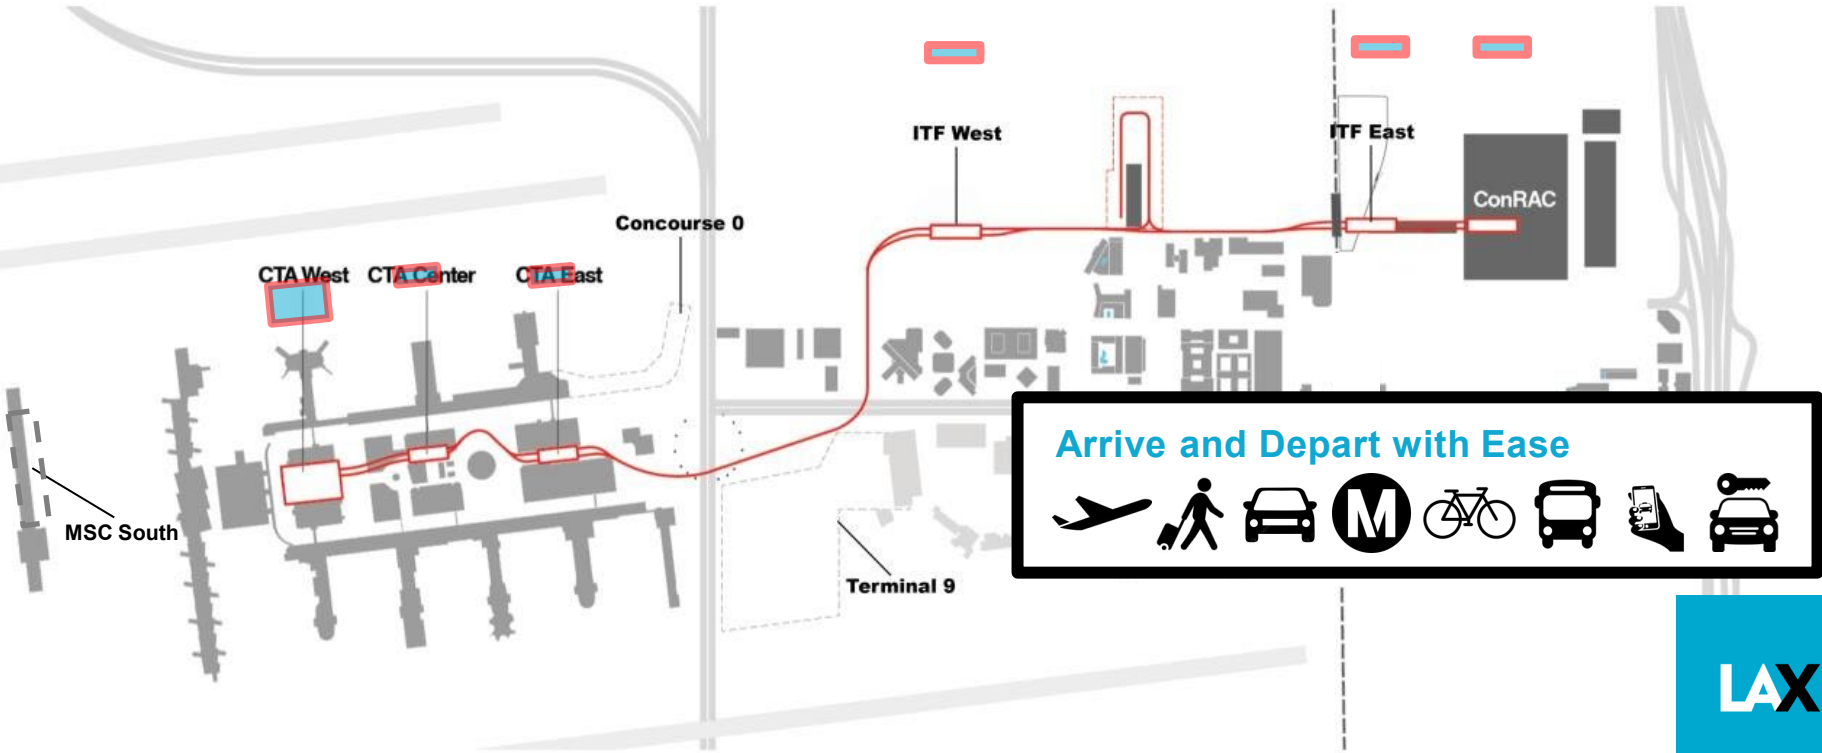 ITF West
ITF East
ConRAC
Concourse 0
CTA West
CTA Center
CTA East
MSC South
Terminal 9
Arrive and Depart with Ease
M
LAX